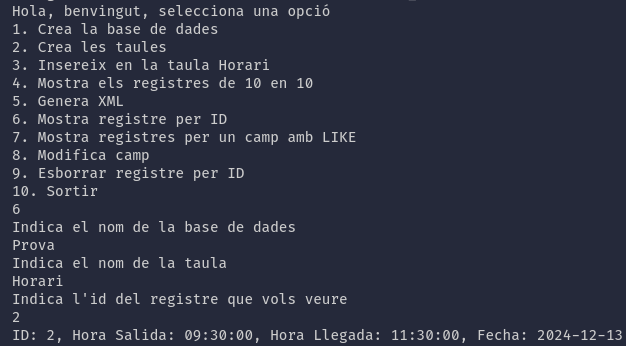 Hola, benvingut, selecciona una opció
1. Crea la base de dades
2. Crea les taules
3. Insereix en la taula Horari
4. Mostra els registres de 10 en 10
5. Genera XML
6. Mostra registre per ID
7. Mostra registres per un camp amb LIKE
8. Modifica camp
9. Esborrar registre per ID
10. Sortir
6
Indica el nom de la base de dades
Prova
Indica el nom de la taula
Horari
Indica l'id del registre que vols veure
2
ID: 2, Hora Salida: 09:30:00, Hora Llegada: 11:30:00, Fecha: 2024-12-13